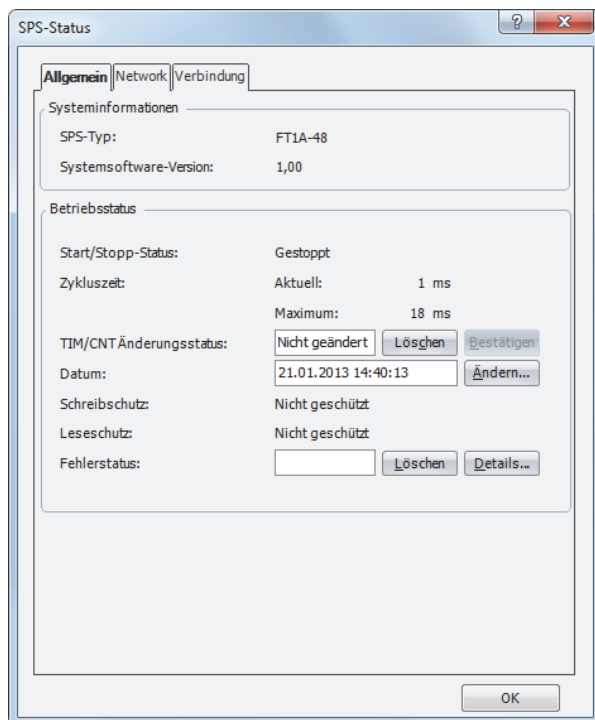 SPS-Status
?
X
Allgemein Network Verbindung
Systeminformationen
SPS-Typ: FT1A-48
Systemsoftware-Version: 1,00
Betriebsstatus
Start/Stopp-Status: Gestoppt
Zykluszeit: Aktuell: 1 ms
Maximum: 18 ms
TIM/CNT Änderungsstatus: Nicht geändert Löschen Bestätigen
Datum: 21.01.2013 14:40:13 Ändern...
Schreibschutz: Nicht geschützt
Leseschutz: Nicht geschützt
Fehlerstatus: Löschen Details...
OK